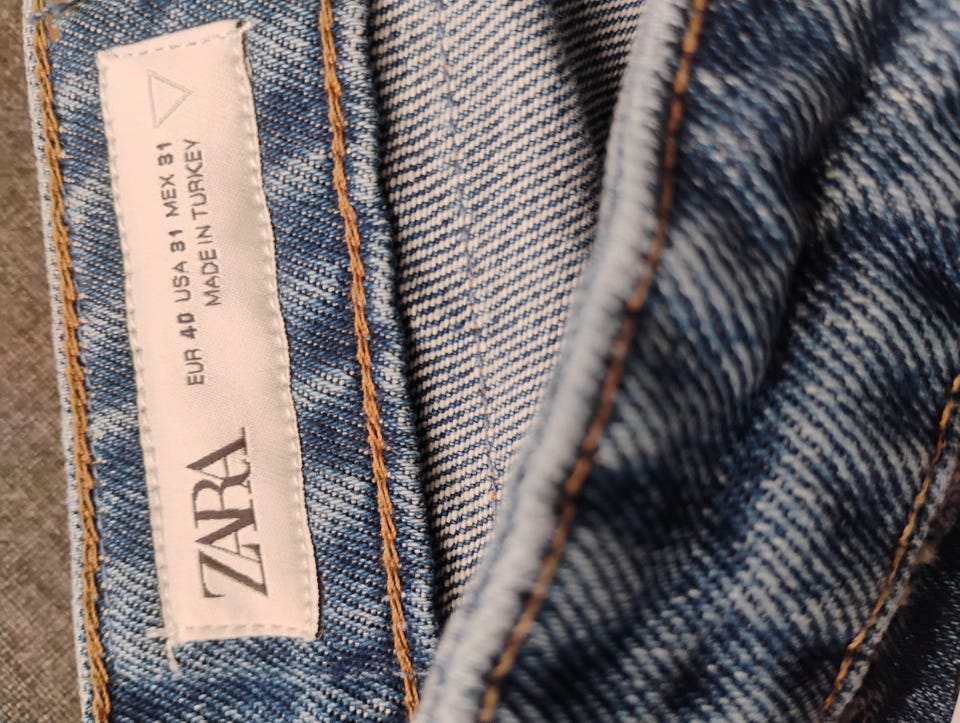 ZARA
EUR 40 USA 31 MEX 31
MADE IN TURKEY